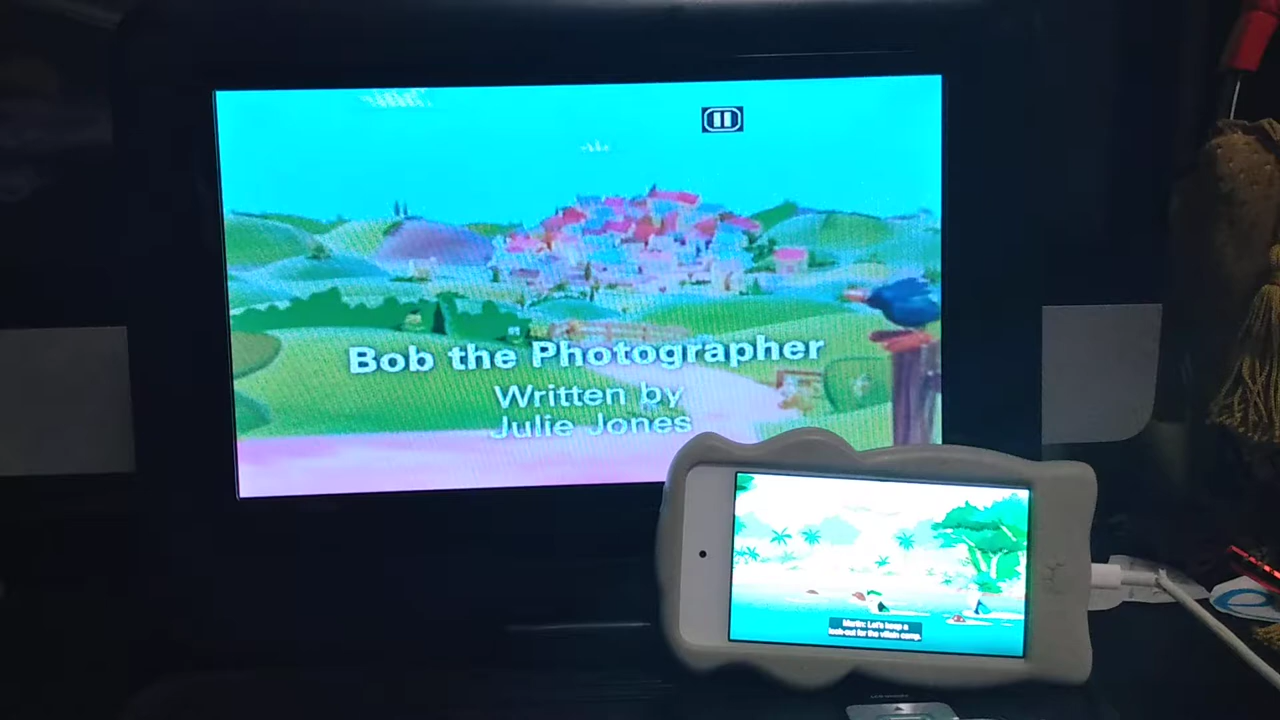 Bob the Photographer
Written by
Julie Jones
Martin: Let's keep a
look-out for the villain camp.